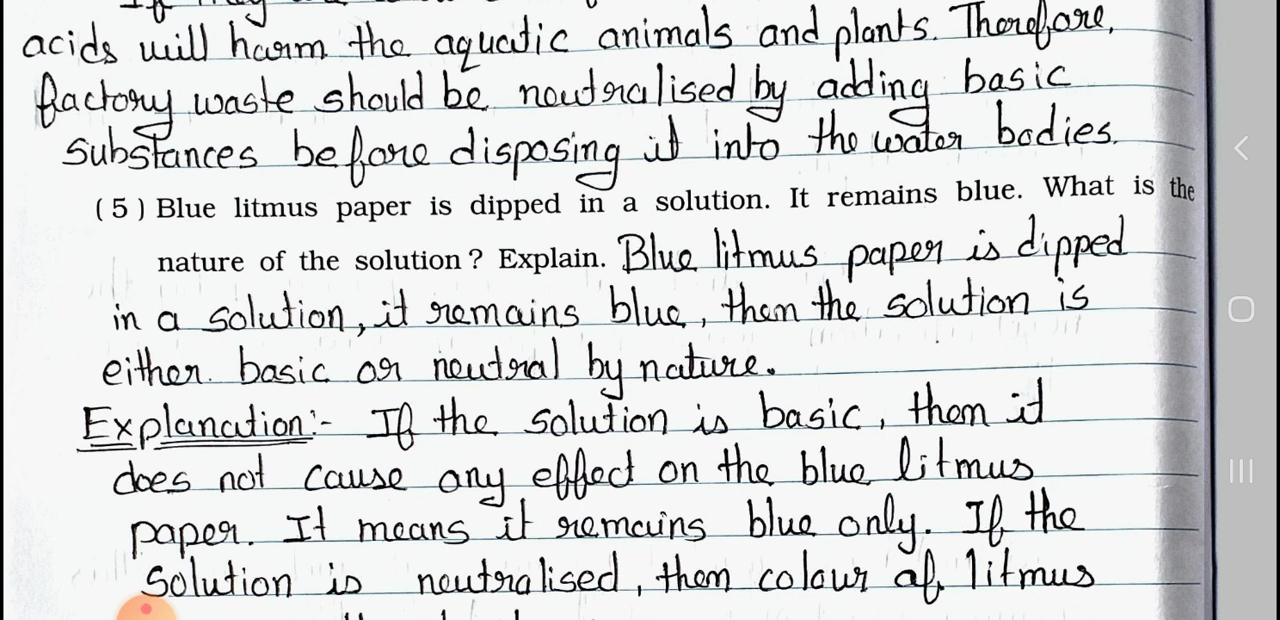 acids will harm the aquatic animals and plants. Therefore,
factory waste should be neutralised by adding basic
Substances before disposing it into the water bodies.
(5) Blue litmus paper is dipped in a solution. It remains blue. What is the
nature of the solution? Explain. Blue litmus paper is dipped
in a solution, it remains blue, then the solution is
either basic or neutral by nature.
Explanation:- If the solution is basic, then it
does not cause any effect on the blue litmus
paper. It means it remains blue only. If the
Solution is neutralised, then colour of litmus